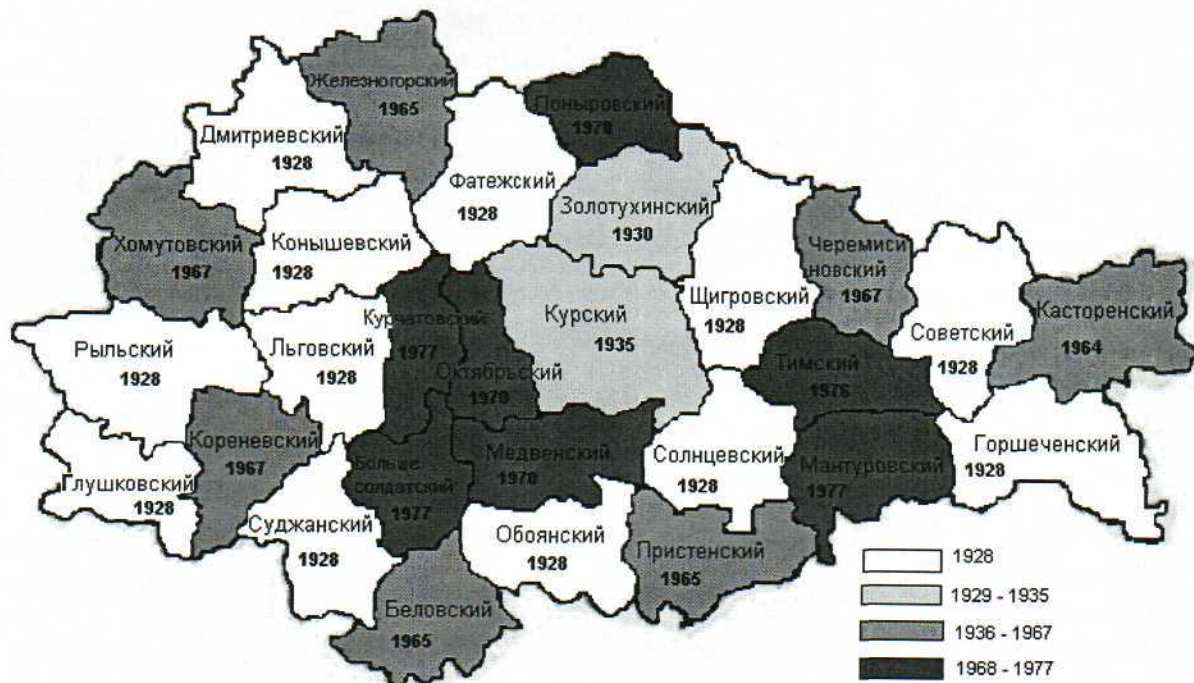 Железногорский
1965
Поныровский
1970
Дмитриевский
1928
Фатежский
1928
Золотухинский
1930
Хомутовский
1967
Конышевский
1928
Черемиси
новский
1967
Щигровский
1928
Касторенский
1964
Курчатовский
1977
Курский
1935
Советский
1928
Рыльский
1928
Льговский
1928
Октябрьский
1970
Тимский
1976
Кореневский
1967
Глушковский
1928
Больше
солдатский
1977
Медвенский
1970
Солнцевский
1928
Мантуровский
1977
Горшеченский
1928
Суджанский
1928
Обоянский
1928
Пристенский
1965
Беловский
1965
1928
1929 - 1935
1936 - 1967
1968 - 1977